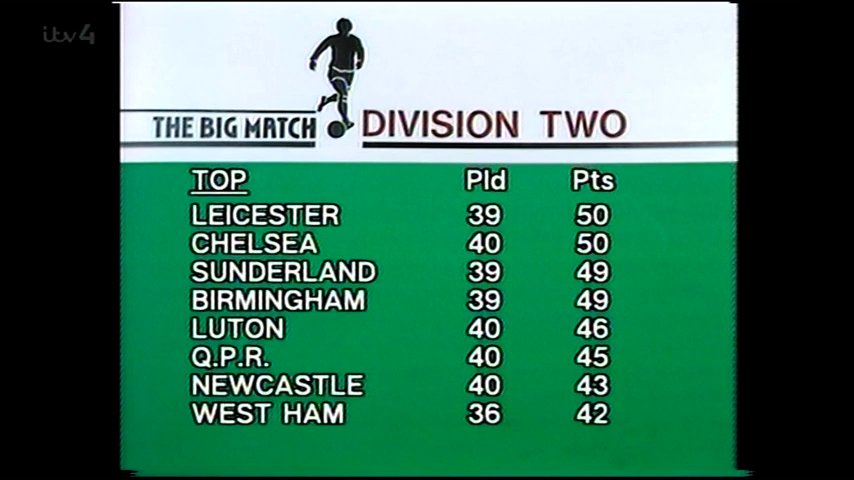 itv4
THE BIG MATCH DIVISION TWO
TOP Pld Pts
LEICESTER 39 50
CHELSEA 40 50
SUNDERLAND 39 49
BIRMINGHAM 39 49
LUTON 40 46
Q.P.R. 40 45
NEWCASTLE 40 43
WEST HAM 36 42